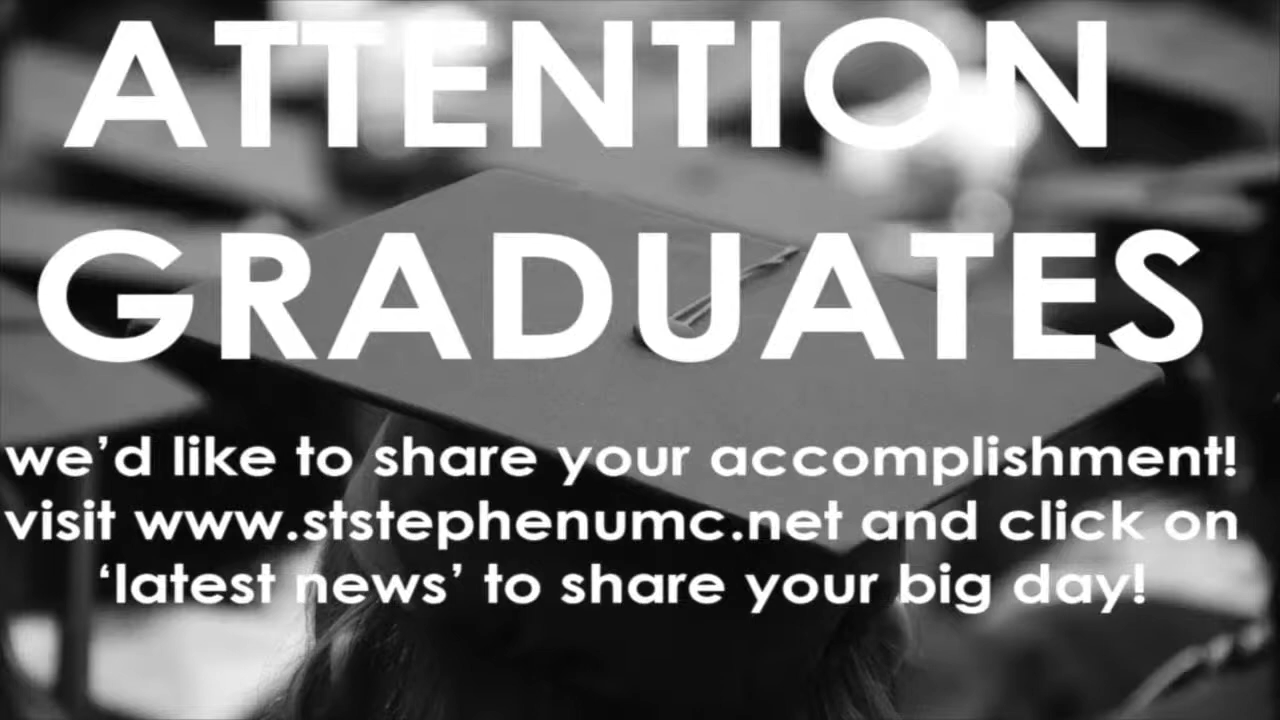 ATTENTION
GRADUATES
we'd like to share your accomplishment!
visit www.ststephenumc.net and click on
‘latest news’ to share your big day!